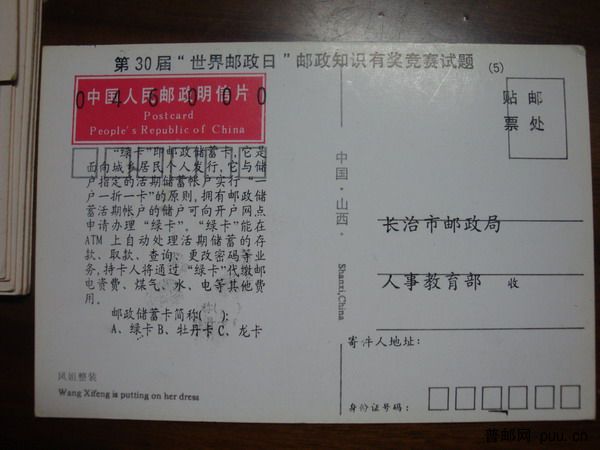 第30届“世界邮政日”邮政知识有奖竞赛试题 (5)
中国人民邮政明信片
Postcard
People's Republic of China
046000
“绿卡”即邮政储蓄卡,它是
面向城乡居民个人发行,它与储
户指定的活期储蓄帐户实行“一
户一折一卡”的原则,拥有邮政储
蓄活期帐户的储户可向开户网点
申请办理“绿卡”。“绿卡”能在
ATM上自动处理活期储蓄的存
款、取款、查询、更改密码等业
务,持卡人将通过“绿卡”代缴邮
电资费、煤气、水、电等其他费
用。
邮政储蓄卡简称( ):
A、绿卡 B、牡丹卡 C、龙卡
凤姐整装
Wang Xifeng is putting on her dress
中国·山西·
Shanxi,China
贴邮
票处
长治市邮政局
人事教育部 收
寄件人地址:
身份证号码:
普邮网 puu.cn